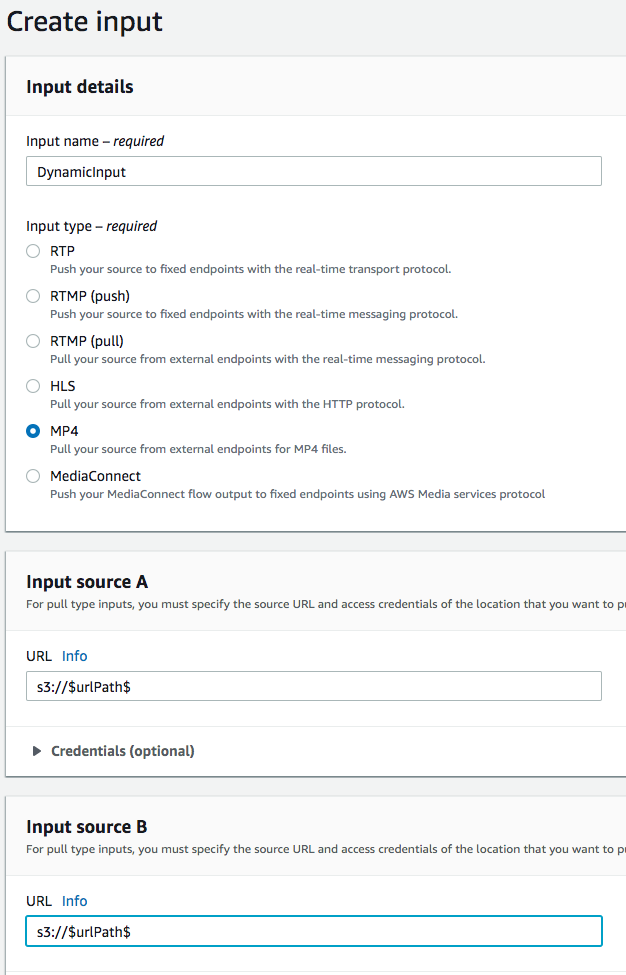 Create input
Input details
Input name – required
DynamicInput
Input type – required
RTP
Push your source to fixed endpoints with the real-time transport protocol.
RTMP (push)
Push your source to fixed endpoints with the real-time messaging protocol.
RTMP (pull)
Pull your source from external endpoints with the real-time messaging protocol.
HLS
Pull your source from external endpoints with the HTTP protocol.
MP4
Pull your source from external endpoints for MP4 files.
MediaConnect
Push your MediaConnect flow output to fixed endpoints using AWS Media services protocol
Input source A
For pull type inputs, you must specify the source URL and access credentials of the location that you want to
URL Info
s3://$urlPath$
Credentials (optional)
Input source B
For pull type inputs, you must specify the source URL and access credentials of the location that you want to
URL Info
s3://$urlPath$